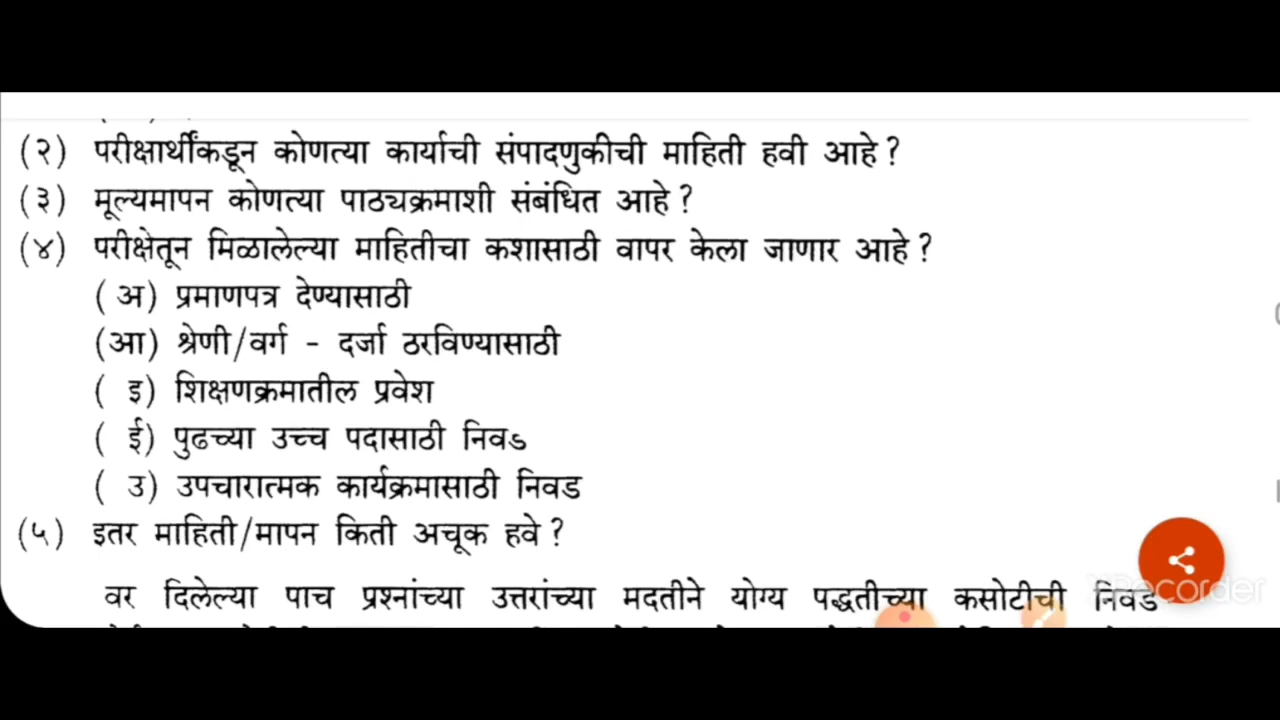 (२) परीक्षार्थींकडून कोणत्या कार्याची संपादणुकीची माहिती हवी आहे?
(३) मूल्यमापन कोणत्या पाठ्यक्रमाशी संबंधित आहे?
(४) परीक्षेतून मिळालेल्या माहितीचा कशासाठी वापर केला जाणार आहे?
( अ) प्रमाणपत्र देण्यासाठी
(आ) श्रेणी/वर्ग - दर्जा ठरविण्यासाठी
( इ) शिक्षणक्रमातील प्रवेश
( ई) पुढच्या उच्च पदासाठी निवड
( उ) उपचारात्मक कार्यक्रमासाठी निवड
(५) इतर माहिती/मापन किती अचूक हवे?
वर दिलेल्या पाच प्रश्नांच्या उत्तरांच्या मदतीने योग्य पद्धतीच्या कसोटीची निवड
XRecorder